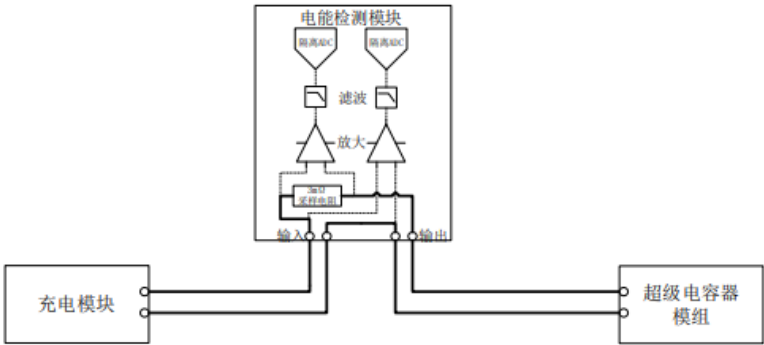 电能检测模块
隔离ADC
隔离ADC
滤波
放大
3mΩ
采样电阻
输入
输出
充电模块
超级电容器
模组